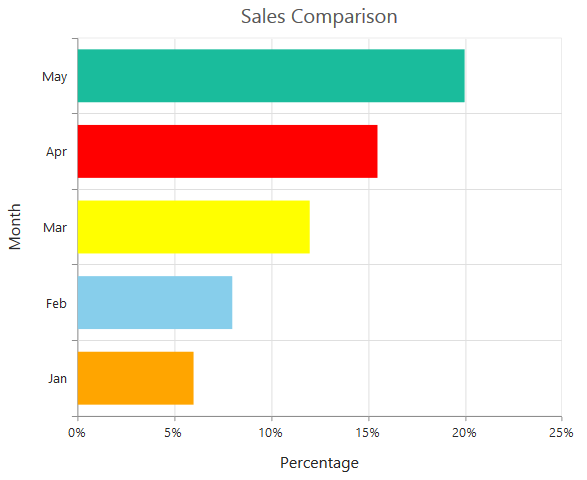 Sales Comparison
May
Apr
Mar
Feb
Jan
Month
0% 5% 10% 15% 20% 25%
Percentage